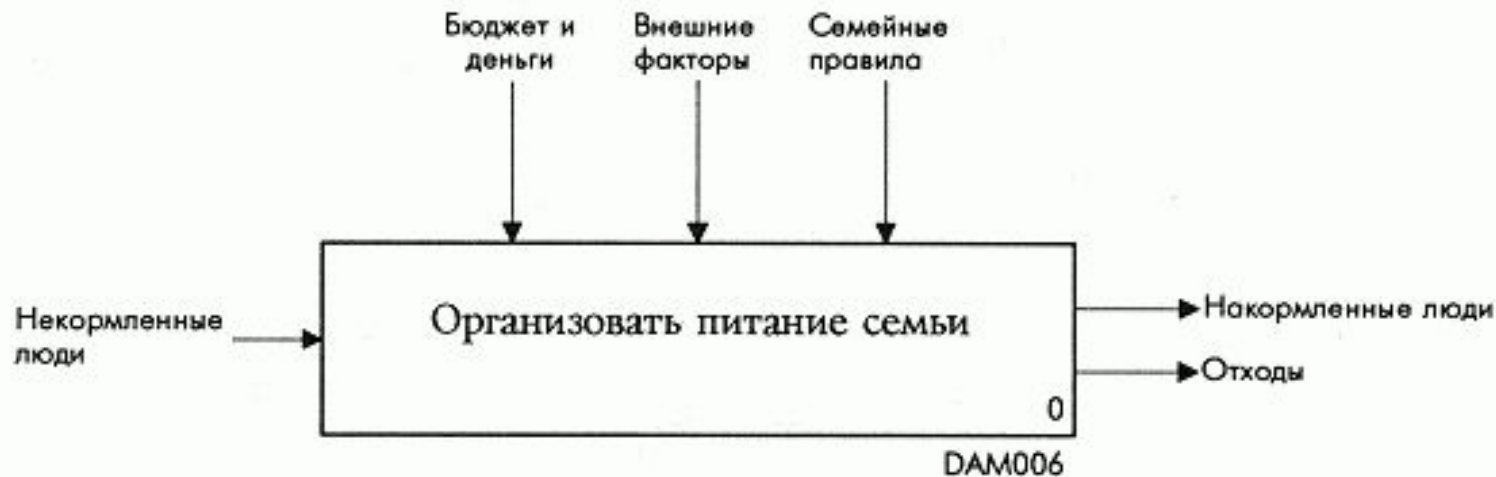 Бюджет и
деньги
Внешние
факторы
Семейные
правила
Некормленные
люди
Организовать питание семьи
Накормленные люди
Отходы
0
DAM006